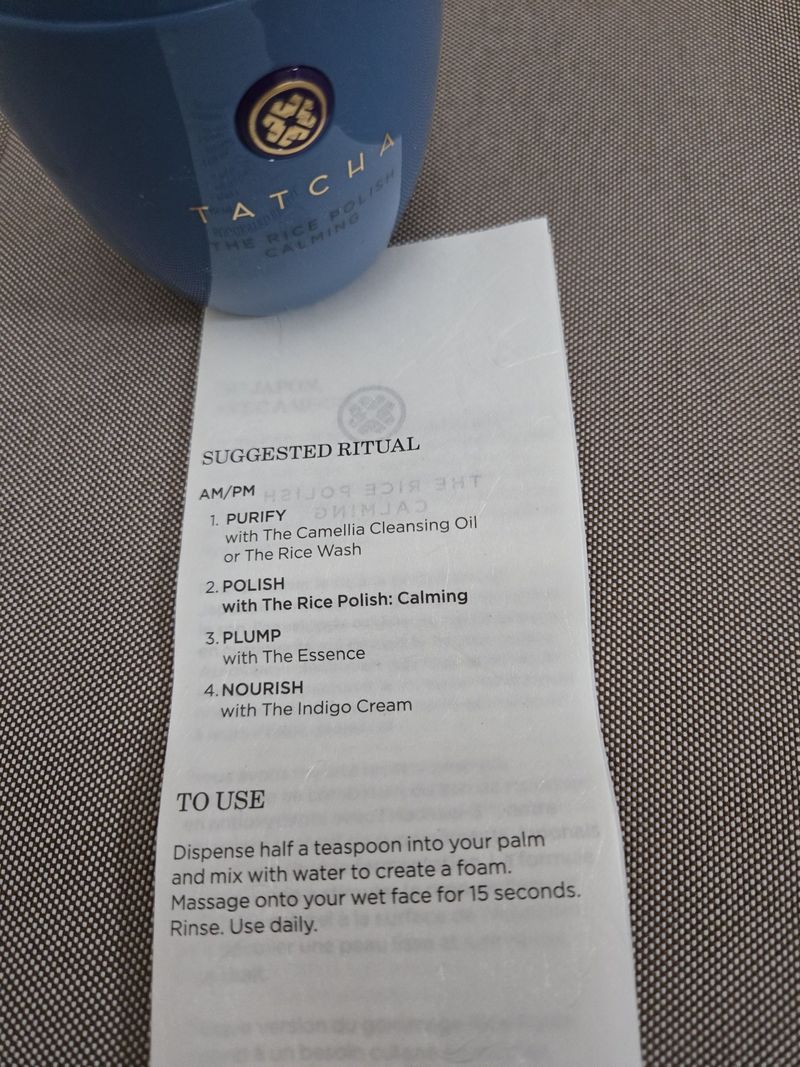 TATCHA
THE RICE POLISH
CALMING
SUGGESTED RITUAL
AM/PM
1. PURIFY
with The Camellia Cleansing Oil
or The Rice Wash
2. POLISH
with The Rice Polish: Calming
3. PLUMP
with The Essence
4. NOURISH
with The Indigo Cream
TO USE
Dispense half a teaspoon into your palm
and mix with water to create a foam.
Massage onto your wet face for 15 seconds.
Rinse. Use daily.